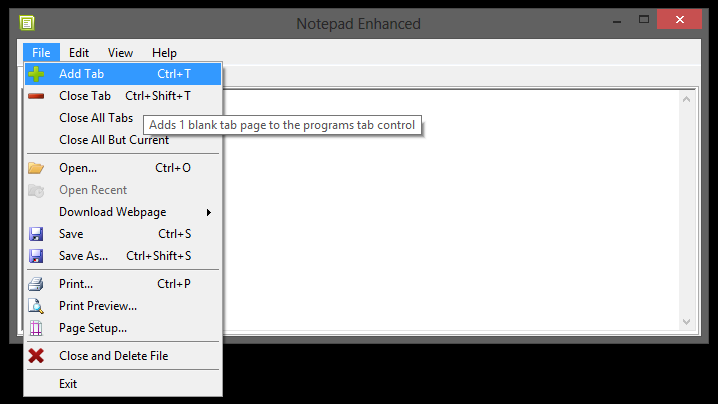 Notepad Enhanced
File Edit View Help
Add Tab Ctrl+T
Close Tab Ctrl+Shift+T
Close All Tabs
Adds 1 blank tab page to the programs tab control
Close All But Current
Open... Ctrl+O
Open Recent
Download Webpage
Save Ctrl+S
Save As... Ctrl+Shift+S
Print... Ctrl+P
Print Preview...
Page Setup...
Close and Delete File
Exit